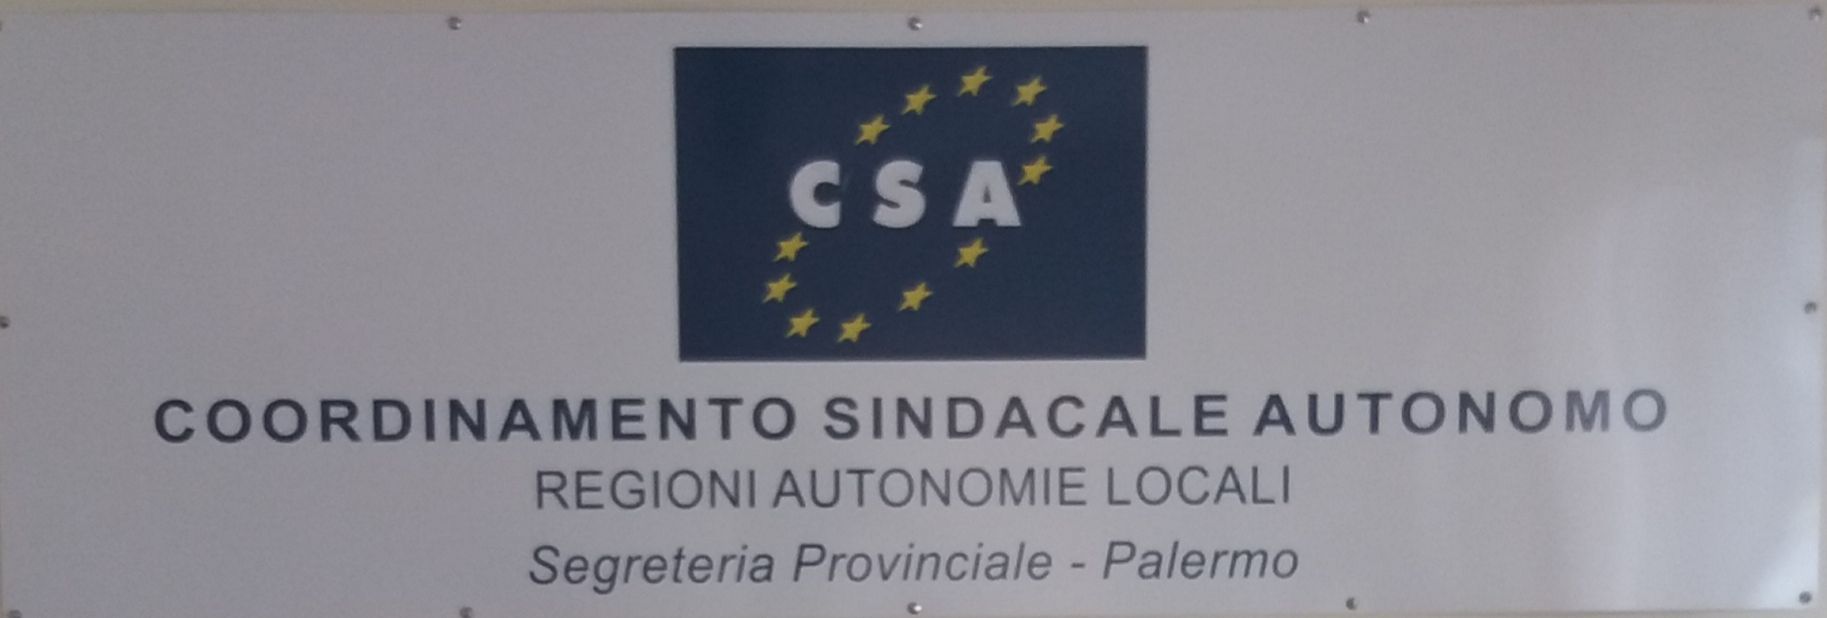 CSA
COORDINAMENTO SINDACALE AUTONOMO
REGIONI AUTONOMIE LOCALI
Segreteria Provinciale - Palermo